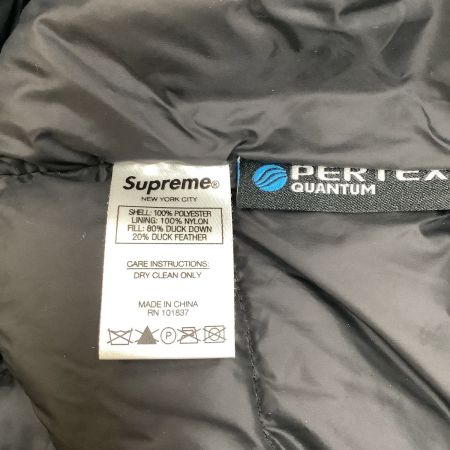 Supreme®
NEW YORK CITY
SHELL: 100% POLYESTER
LINING: 100% NYLON
FILL: 80% DUCK DOWN
20% DUCK FEATHER
CARE INSTRUCTIONS:
DRY CLEAN ONLY
MADE IN CHINA
RN 101837
P
PERTEX
QUANTUM